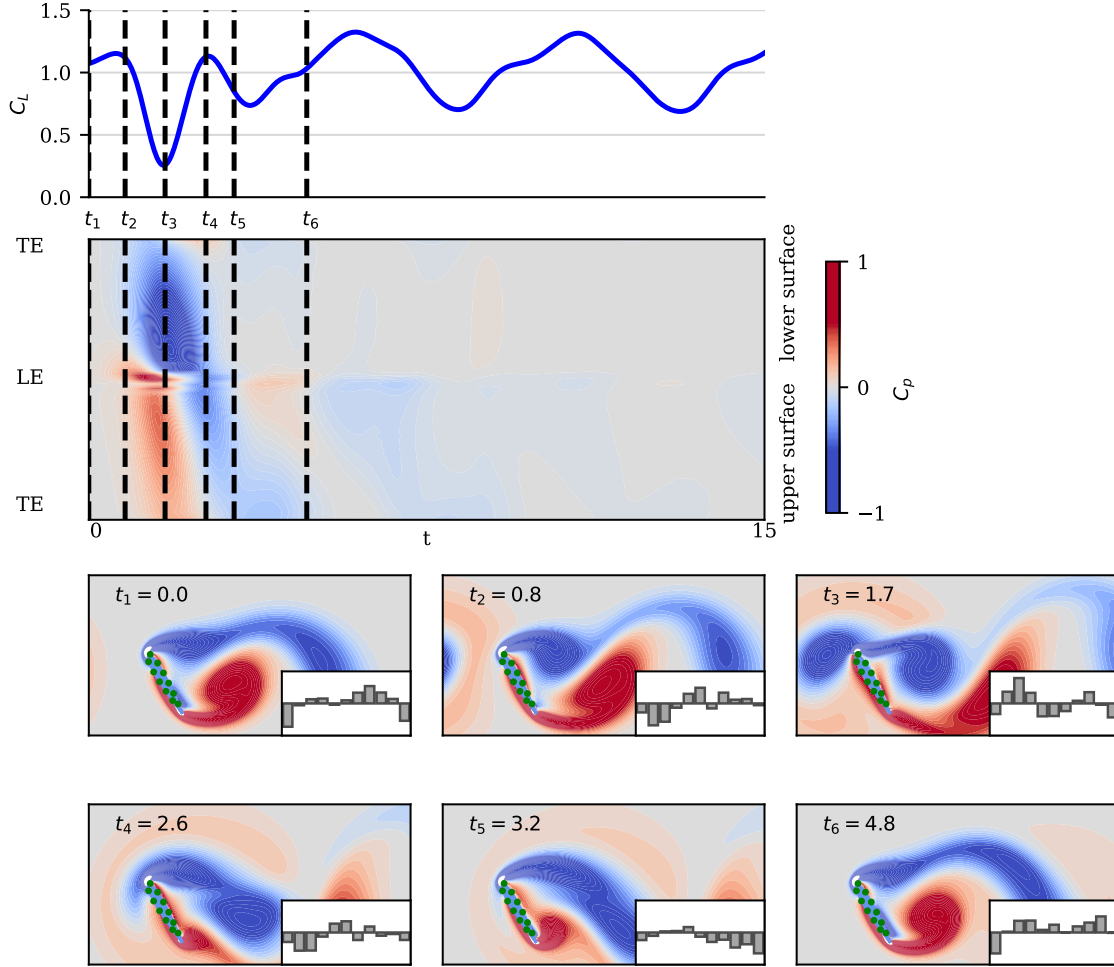 1.5
1.0
0.5
0.0
C_L
t_1 t_2 t_3 t_4 t_5 t_6
TE
LE
TE
0 t 15
upper surface lower surface
1
0
−1
C_p
t_1 = 0.0
t_2 = 0.8
t_3 = 1.7
t_4 = 2.6
t_5 = 3.2
t_6 = 4.8